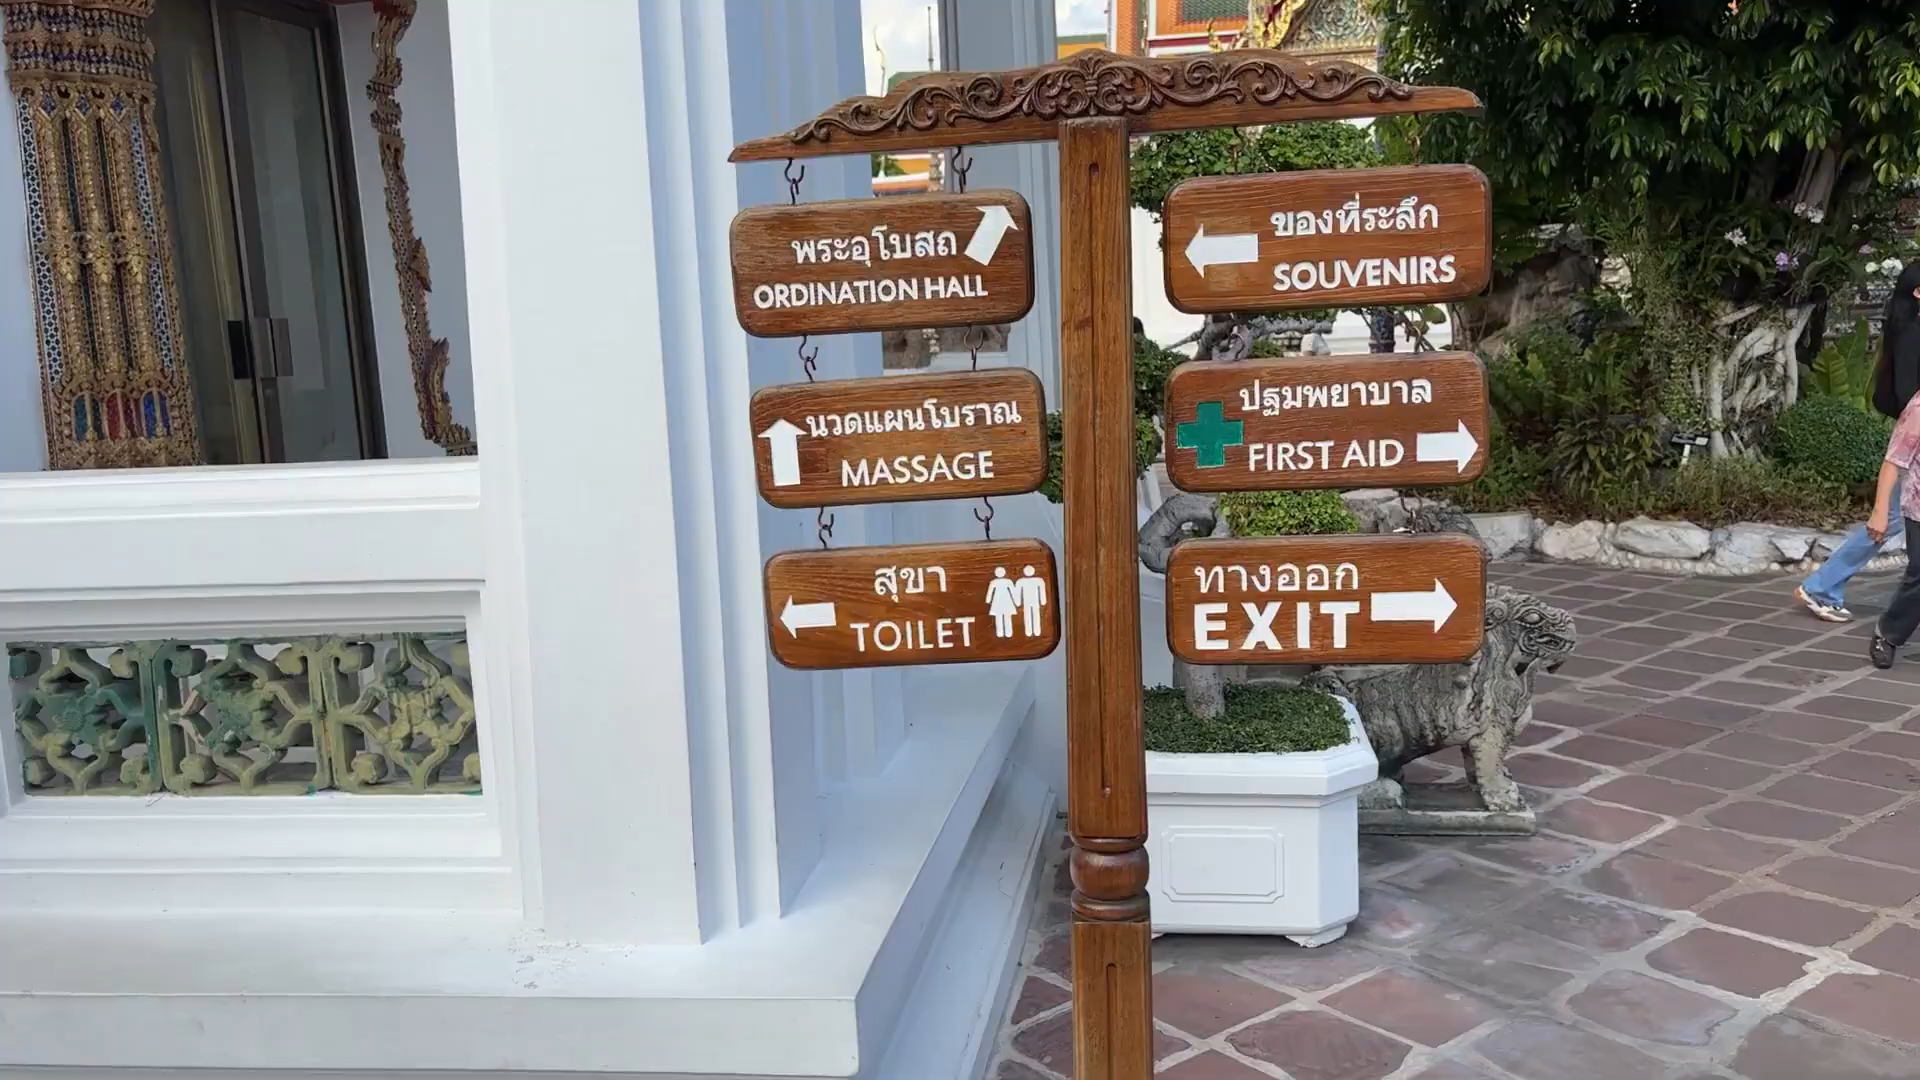 พระอุโบสถ
ORDINATION HALL
นวดแผนโบราณ
MASSAGE
สุขา
TOILET
ของที่ระลึก
SOUVENIRS
ปฐมพยาบาล
FIRST AID
ทางออก
EXIT